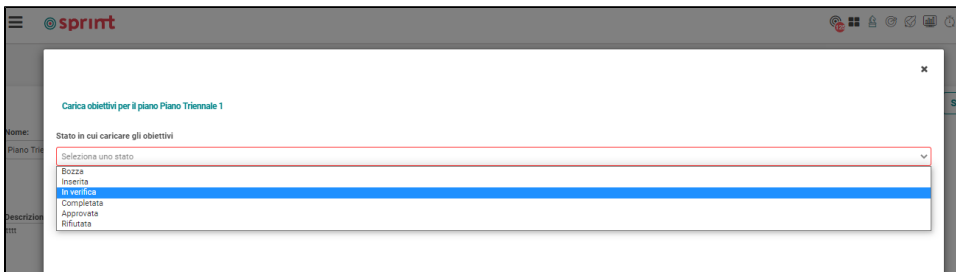 sprint
×
Carica obiettivi per il piano Piano Triennale 1
S
Nome:
Stato in cui caricare gli obiettivi
Piano Trie
Seleziona uno stato
Bozza
Inserita
In verifica
Completata
Approvata
Rifiutata
Descrizion
tttt